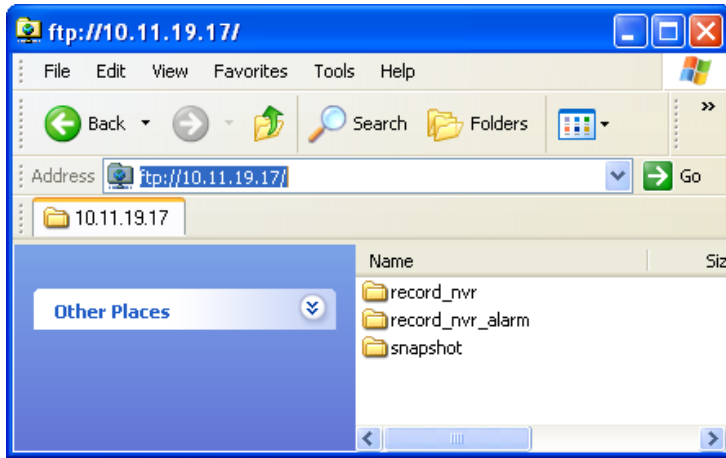 ftp://10.11.19.17/
File Edit View Favorites Tools Help
Back Search Folders »
Address ftp://10.11.19.17/ Go
10.11.19.17
Name Siz
Other Places
record_nvr
record_nvr_alarm
snapshot